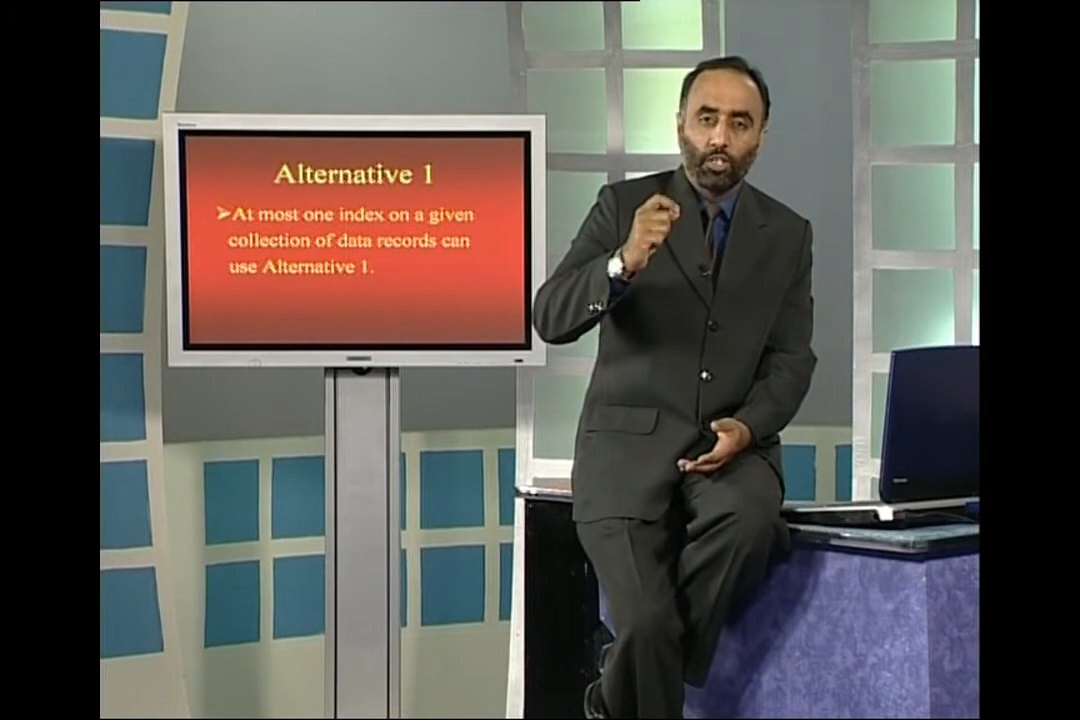 Alternative 1
➢At most one index on a given
collection of data records can
use Alternative 1.